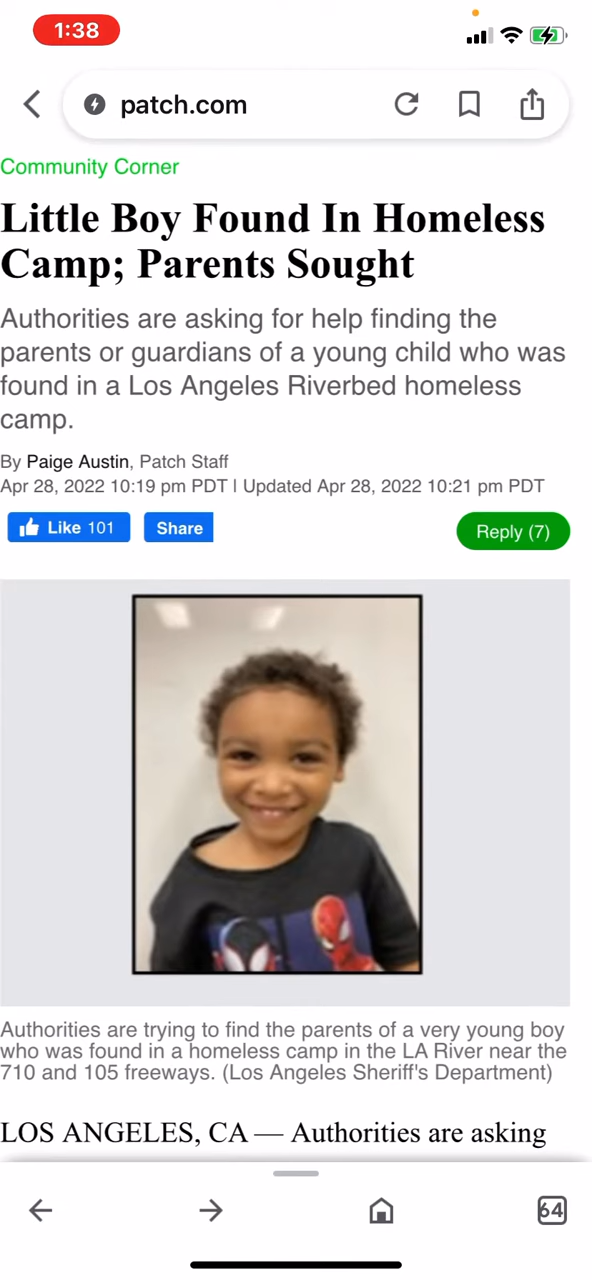 1:38
patch.com
Community Corner
Little Boy Found In Homeless
Camp; Parents Sought
Authorities are asking for help finding the
parents or guardians of a young child who was
found in a Los Angeles Riverbed homeless
camp.
By Paige Austin, Patch Staff
Apr 28, 2022 10:19 pm PDT | Updated Apr 28, 2022 10:21 pm PDT
Like 101 Share Reply (7)
Authorities are trying to find the parents of a very young boy
who was found in a homeless camp in the LA River near the
710 and 105 freeways. (Los Angeles Sheriff's Department)
LOS ANGELES, CA — Authorities are asking
64